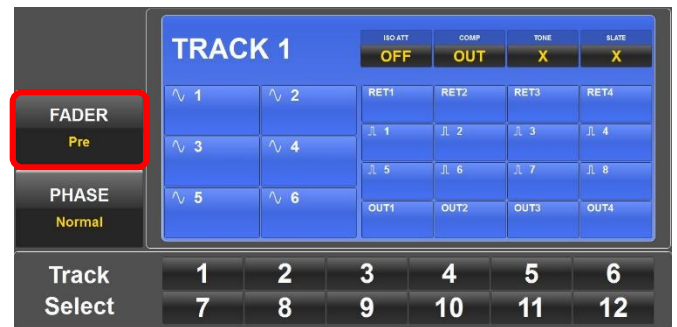 TRACK 1
ISO ATT COMP TONE SLATE
OFF OUT X X
FADER
Pre
PHASE
Normal
1 2 RET1 RET2 RET3 RET4
3 4 1 2 3 4
5 6 5 6 7 8
OUT1 OUT2 OUT3 OUT4
Track Select
1 2 3 4 5 6
7 8 9 10 11 12